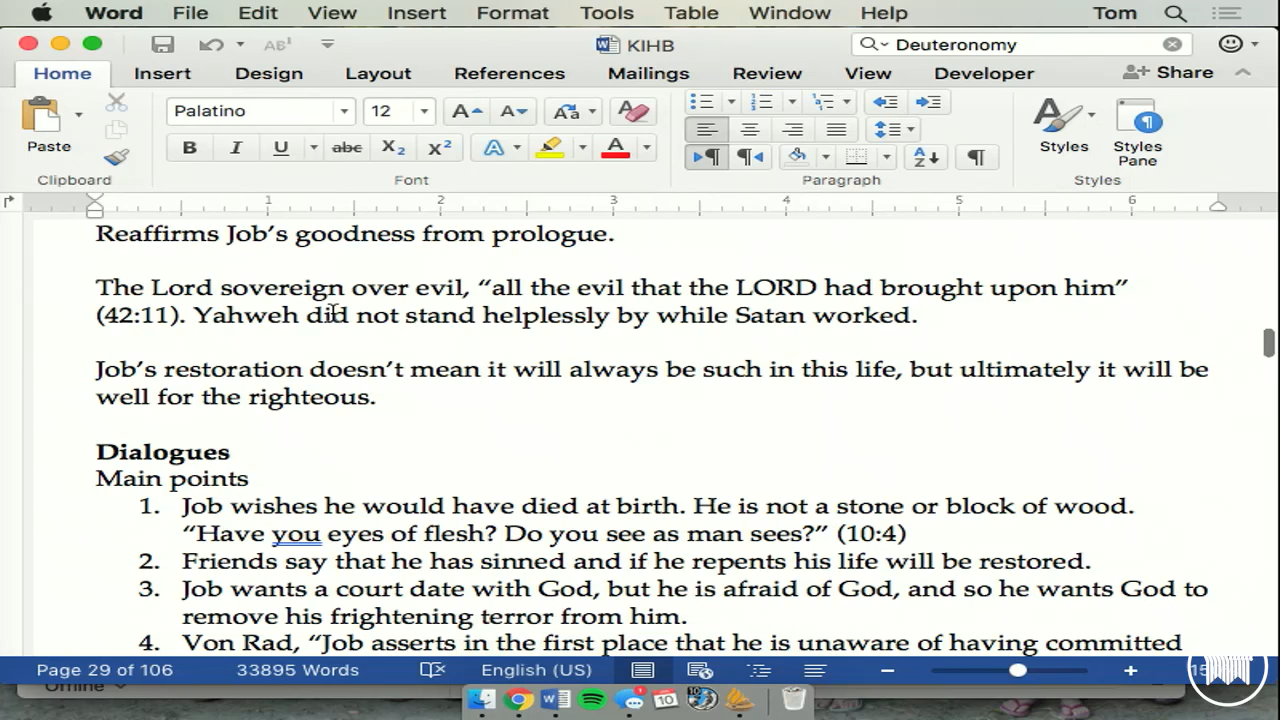 Word File Edit View Insert Format Tools Table Window Help Tom
KIHB Deuteronomy
Home Insert Design Layout References Mailings Review View Developer Share
Palatino 12
Paste
Styles Styles Pane
Clipboard Font Paragraph Styles
1 2 3 4 5 6
Reaffirms Job’s goodness from prologue.
The Lord sovereign over evil, “all the evil that the LORD had brought upon him”
(42:11). Yahweh did not stand helplessly by while Satan worked.
Job’s restoration doesn’t mean it will always be such in this life, but ultimately it will be
well for the righteous.
Dialogues
Main points
1. Job wishes he would have died at birth. He is not a stone or block of wood.
“Have you eyes of flesh? Do you see as man sees?” (10:4)
2. Friends say that he has sinned and if he repents his life will be restored.
3. Job wants a court date with God, but he is afraid of God, and so he wants God to
remove his frightening terror from him.
4. Von Rad, “Job asserts in the first place that he is unaware of having committed
Page 29 of 106 33895 Words English (US)
Offline